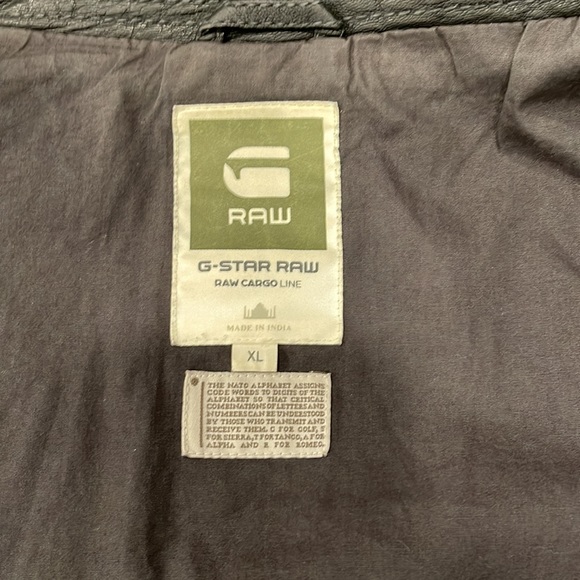 G
RAW
G-STAR RAW
RAW CARGO LINE
MADE IN INDIA
XL
THE NATO ALPHABET ASSIGNS
CODE WORDS TO DIGITS OF THE
ALPHABET SO THAT CRITICAL
COMBINATIONS OF LETTERS AND
NUMBERS CAN BE UNDERSTOOD
BY THOSE WHO TRANSMIT AND
RECEIVE THEM. G FOR GOLF, S
FOR SIERRA, T FOR TANGO, A FOR
ALPHA AND R FOR ROMEO.